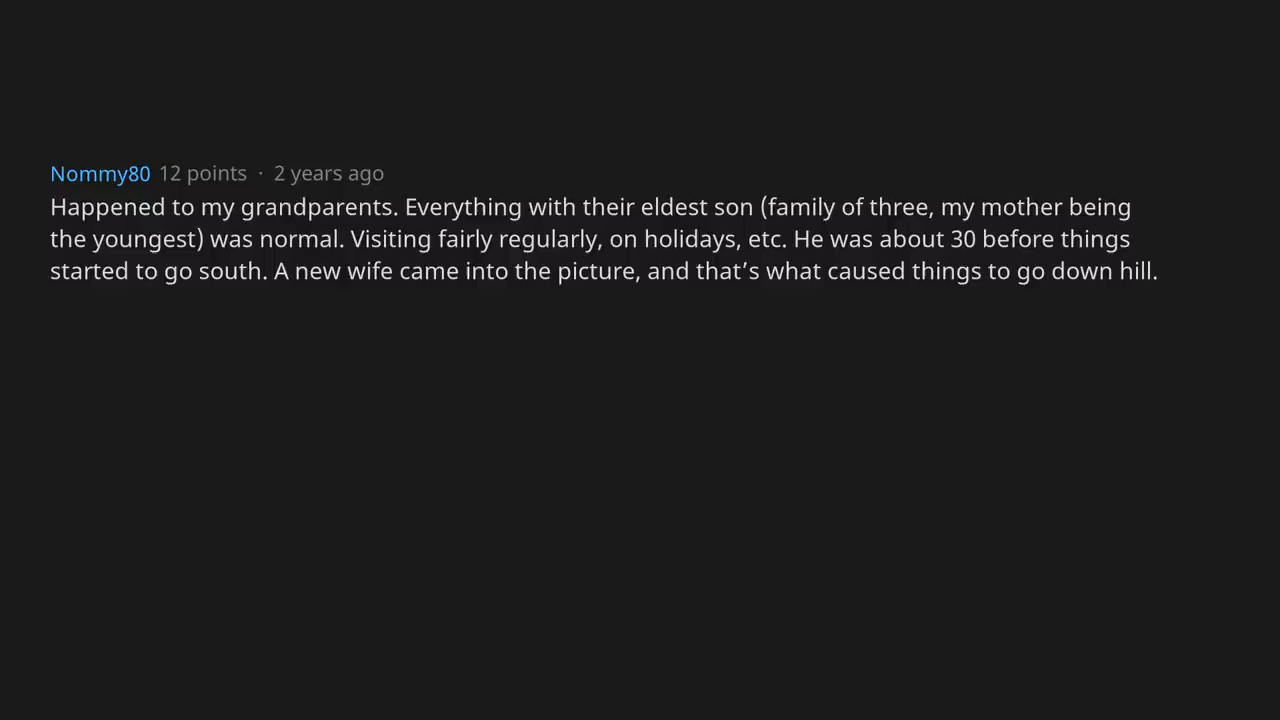 Nommy80 12 points · 2 years ago
Happened to my grandparents. Everything with their eldest son (family of three, my mother being
the youngest) was normal. Visiting fairly regularly, on holidays, etc. He was about 30 before things
started to go south. A new wife came into the picture, and that’s what caused things to go down hill.